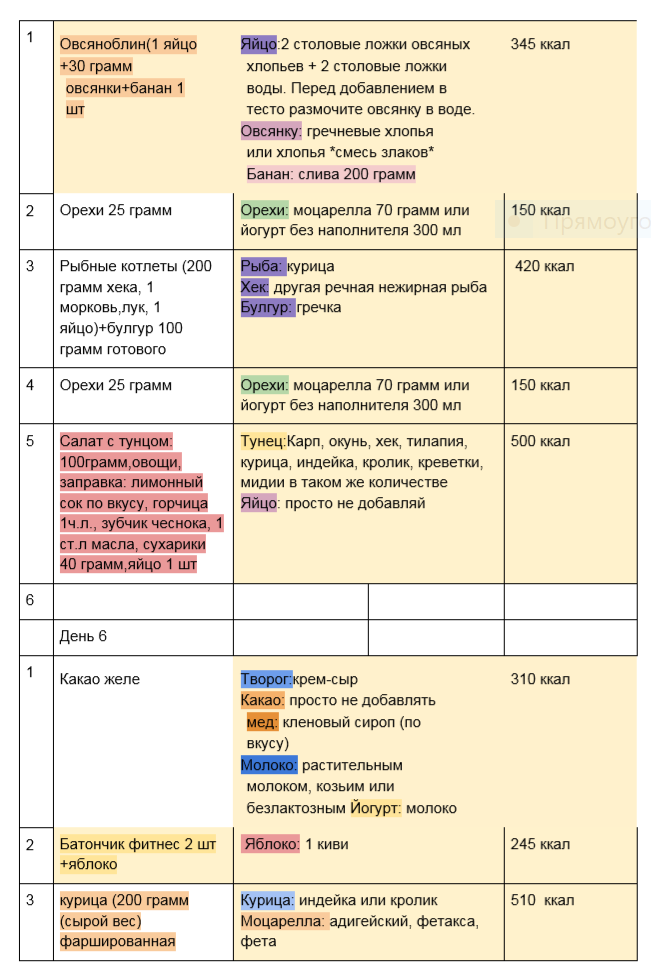 1
Овсяноблин(1 яйцо
+30 грамм
овсянки+банан 1
шт
Яйцо:2 столовые ложки овсяных
хлопьев + 2 столовые ложки
воды. Перед добавлением в
тесто размочите овсянку в воде.
Овсянку: гречневые хлопья
или хлопья *смесь злаков*
Банан: слива 200 грамм
345 ккал
2
Орехи 25 грамм
Орехи: моцарелла 70 грамм или
йогурт без наполнителя 300 мл
150 ккал
Прямоуго
3
Рыбные котлеты (200
грамм хека, 1
морковь,лук, 1
яйцо)+булгур 100
грамм готового
Рыба: курица
Хек: другая речная нежирная рыба
Булгур: гречка
420 ккал
4
Орехи 25 грамм
Орехи: моцарелла 70 грамм или
йогурт без наполнителя 300 мл
150 ккал
5
Салат с тунцом:
100грамм,овощи,
заправка: лимонный
сок по вкусу, горчица
1ч.л., зубчик чеснока, 1
ст.л масла, сухарики
40 грамм,яйцо 1 шт
Тунец:Карп, окунь, хек, тилапия,
курица, индейка, кролик, креветки,
мидии в таком же количестве
Яйцо: просто не добавляй
500 ккал
6
День 6
1
Какао желе
Творог:крем-сыр
Какао: просто не добавлять
мед: кленовый сироп (по
вкусу)
Молоко: растительным
молоком, козьим или
безлактозным Йогурт: молоко
310 ккал
2
Батончик фитнес 2 шт
+яблоко
Яблоко: 1 киви
245 ккал
3
курица (200 грамм
(сырой вес)
фаршированная
Курица: индейка или кролик
Моцарелла: адигейский, фетакса,
фета
510 ккал